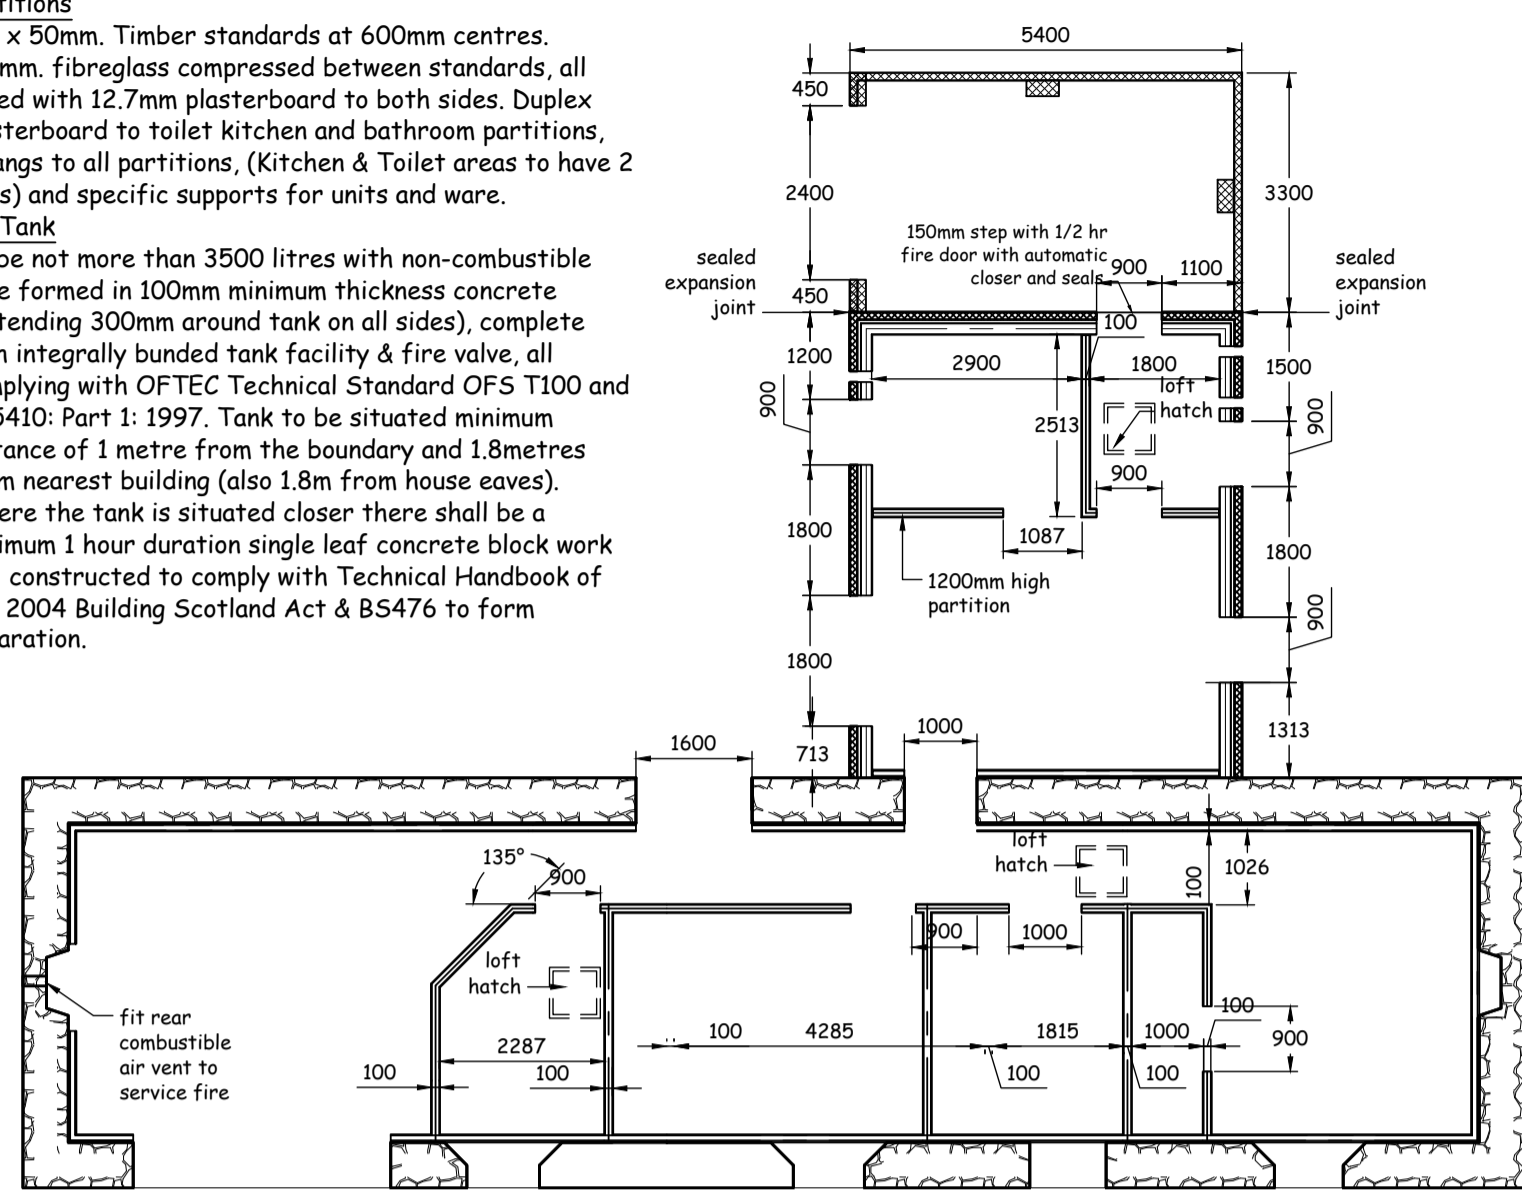 titions
x 50mm. Timber standards at 600mm centres.
mm. fibreglass compressed between standards, all
ed with 12.7mm plasterboard to both sides. Duplex
sterboard to toilet kitchen and bathroom partitions,
angs to all partitions, (Kitchen & Toilet areas to have 2
s) and specific supports for units and ware.
Tank
be not more than 3500 litres with non-combustible
e formed in 100mm minimum thickness concrete
tending 300mm around tank on all sides), complete
n integrally bunded tank facility & fire valve, all
mplying with OFTEC Technical Standard OFS T100 and
5410: Part 1: 1997. Tank to be situated minimum
tance of 1 metre from the boundary and 1.8metres
m nearest building (also 1.8m from house eaves).
ere the tank is situated closer there shall be a
nimum 1 hour duration single leaf concrete block work
constructed to comply with Technical Handbook of
2004 Building Scotland Act & BS476 to form
aration.
5400
450
2400
3300
150mm step with 1/2 hr
fire door with automatic
closer and seals
sealed
expansion
joint
900
1100
sealed
expansion
joint
450
100
1200
2900
1800
1500
loft
hatch
900
2513
900
900
1087
1800
1800
1200mm high
partition
900
1800
1313
1000
713
1600
loft
hatch
135°
900
100
1026
900
1000
loft
hatch
fit rear
combustible
air vent to
service fire
100
2287
100
100
4285
100
1815
100
1000
100
900